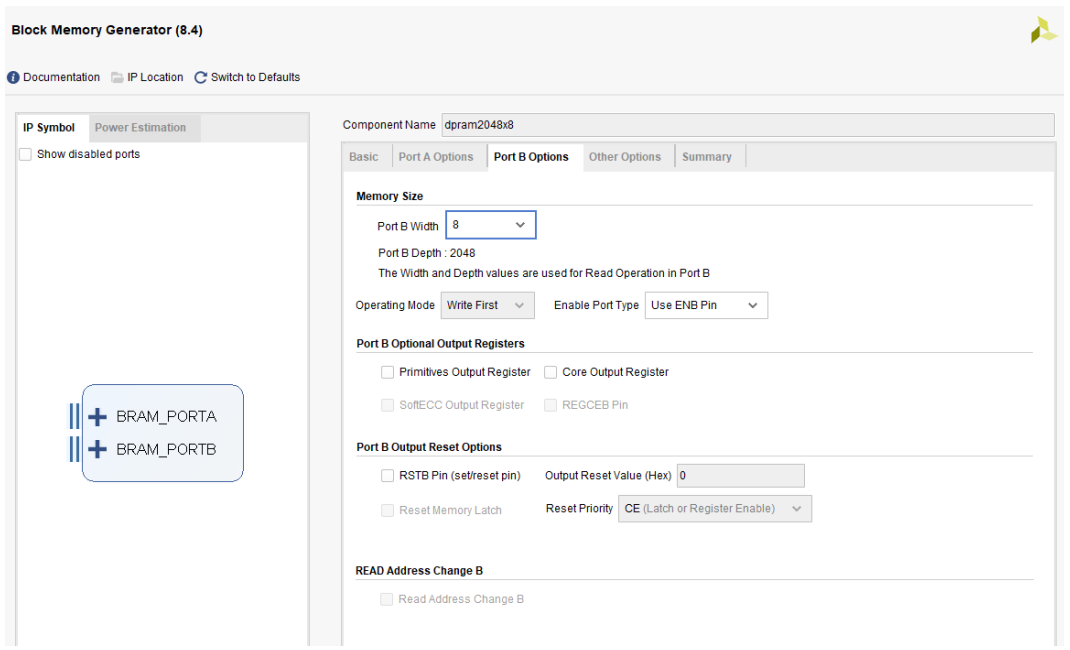 Block Memory Generator (8.4)
Documentation IP Location Switch to Defaults
IP Symbol Power Estimation
Show disabled ports
BRAM_PORTA
BRAM_PORTB
Component Name dpram2048x8
Basic Port A Options Port B Options Other Options Summary
Memory Size
Port B Width 8
Port B Depth : 2048
The Width and Depth values are used for Read Operation in Port B
Operating Mode Write First Enable Port Type Use ENB Pin
Port B Optional Output Registers
Primitives Output Register Core Output Register
SoftECC Output Register REGCEB Pin
Port B Output Reset Options
RSTB Pin (set/reset pin) Output Reset Value (Hex) 0
Reset Memory Latch Reset Priority CE (Latch or Register Enable)
READ Address Change B
Read Address Change B